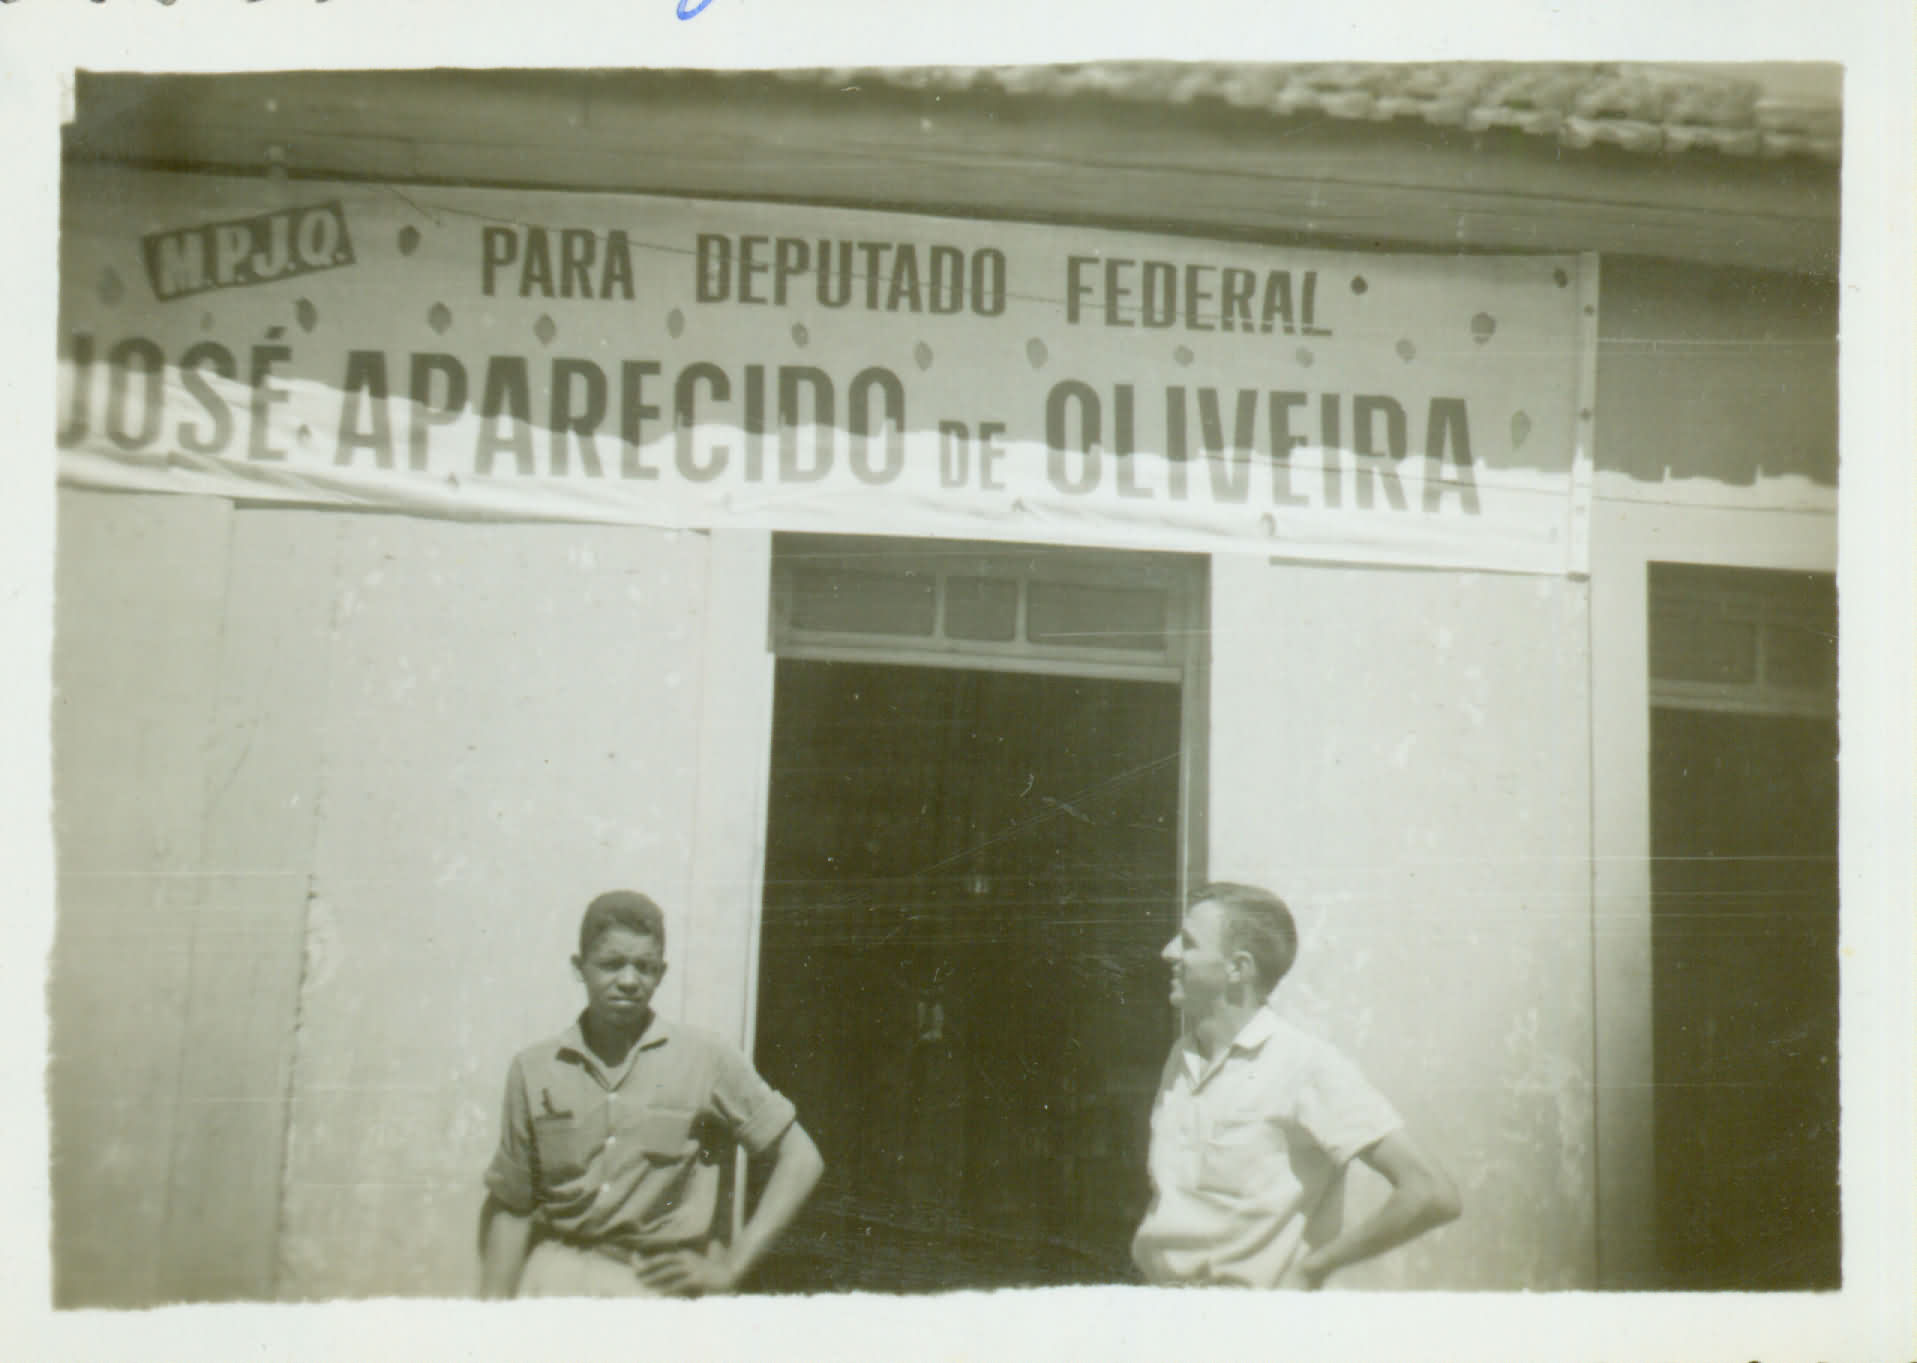 M.P.J.Q. PARA DEPUTADO FEDERAL
JOSÉ APARECIDO DE OLIVEIRA